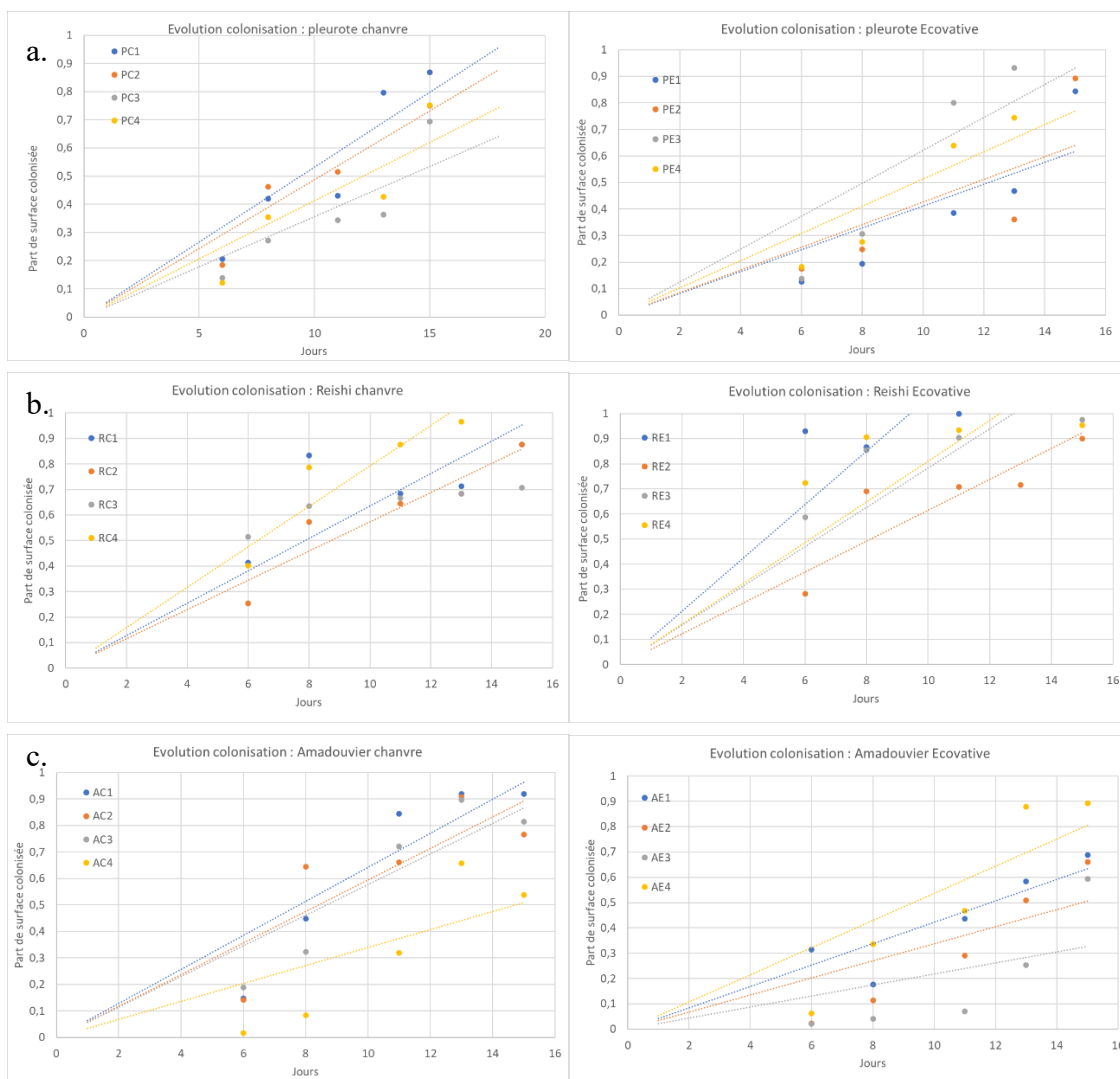 a.
Evolution colonisation : pleurote chanvre
Part de surface colonisée
1
0,9
0,8
0,7
0,6
0,5
0,4
0,3
0,2
0,1
0
PC1
PC2
PC3
PC4
0 5 10 15 20
Jours
Evolution colonisation : pleurote Ecovative
Part de surface colonisée
1
0,9
0,8
0,7
0,6
0,5
0,4
0,3
0,2
0,1
0
PE1
PE2
PE3
PE4
0 2 4 6 8 10 12 14 16
Jours
b.
Evolution colonisation : Reishi chanvre
Part de surface colonisée
1
0,9
0,8
0,7
0,6
0,5
0,4
0,3
0,2
0,1
0
RC1
RC2
RC3
RC4
0 2 4 6 8 10 12 14 16
Jours
Evolution colonisation : Reishi Ecovative
Part de surface colonisée
1
0,9
0,8
0,7
0,6
0,5
0,4
0,3
0,2
0,1
0
RE1
RE2
RE3
RE4
0 2 4 6 8 10 12 14 16
Jours
c.
Evolution colonisation : Amadouvier chanvre
Part de surface colonisée
1
0,9
0,8
0,7
0,6
0,5
0,4
0,3
0,2
0,1
0
AC1
AC2
AC3
AC4
0 2 4 6 8 10 12 14 16
Jours
Evolution colonisation : Amadouvier Ecovative
Part de surface colonisée
1
0,9
0,8
0,7
0,6
0,5
0,4
0,3
0,2
0,1
0
AE1
AE2
AE3
AE4
0 2 4 6 8 10 12 14 16
Jours